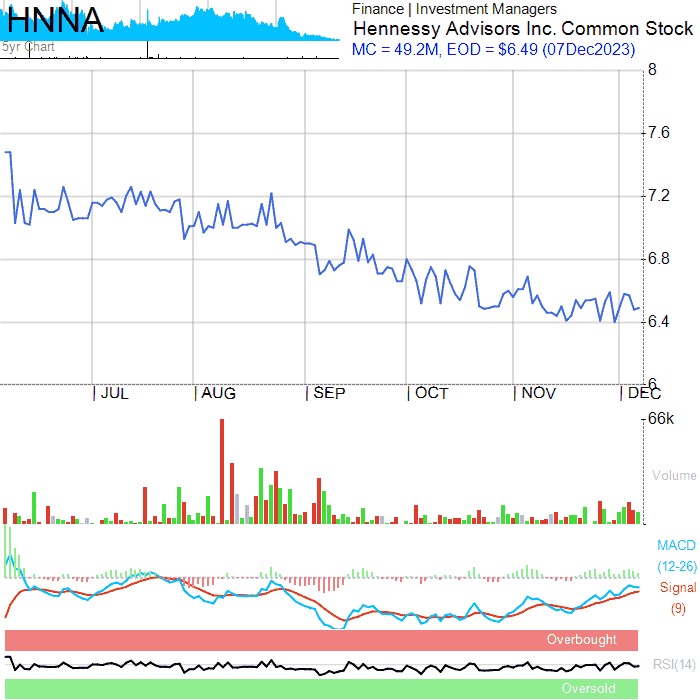 HNNA
5yr Chart
Finance | Investment Managers
Hennessy Advisors Inc. Common Stock
MC = 49.2M, EOD = $6.49 (07Dec2023)
8
7.6
7.2
6.8
6.4
6
JUL
AUG
SEP
OCT
NOV
DEC
66k
Volume
MACD
(12-26)
Signal
(9)
Overbought
RSI(14)
Oversold